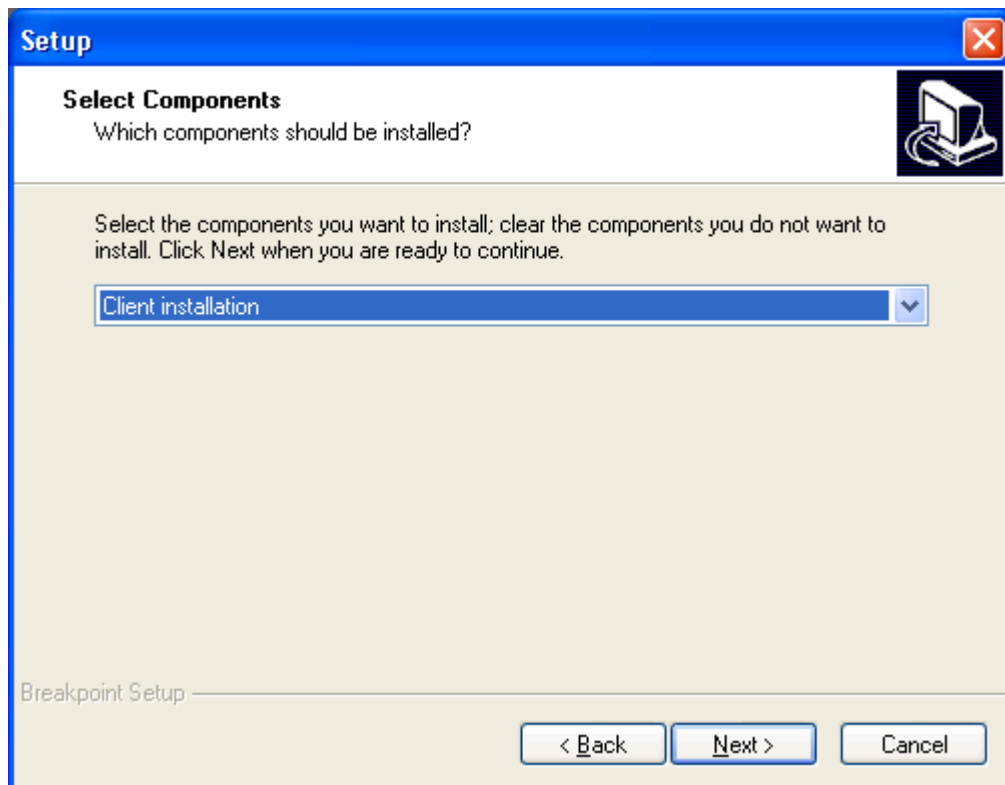 Setup
Select Components
Which components should be installed?
Select the components you want to install; clear the components you do not want to
install. Click Next when you are ready to continue.
Client installation
Breakpoint Setup
< Back Next > Cancel